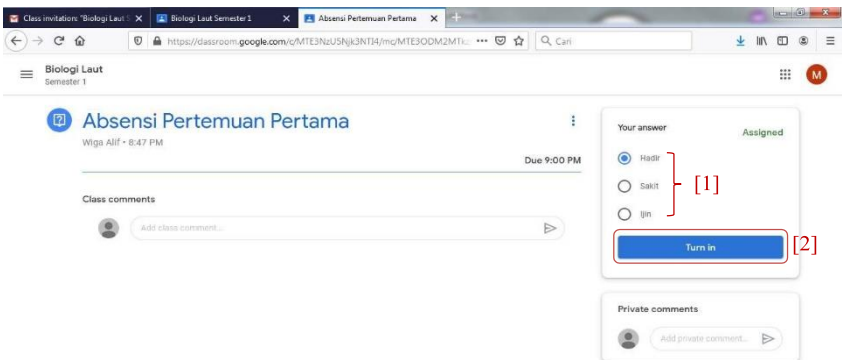 Class invitation: "Biologi Laut S
Biologi Laut Semester 1
Absensi Pertemuan Pertama
https://classroom.google.com/c/MTE3NzU5Njk3NTI4/mc/MTE3ODM2MTk
Cari
Biologi Laut
Semester 1
M
Absensi Pertemuan Pertama
Wiga Alif • 8:47 PM
Due 9:00 PM
Class comments
Add class comment...
Your answer
Assigned
Hadir
Sakit
Ijin
[1]
Turn in
[2]
Private comments
Add private comment...